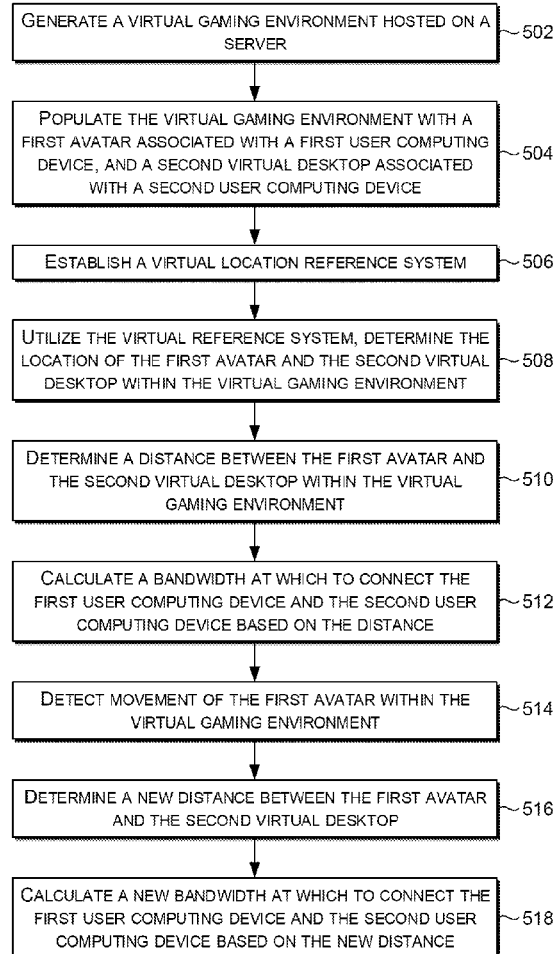 GENERATE A VIRTUAL GAMING ENVIRONMENT HOSTED ON A
SERVER
502
POPULATE THE VIRTUAL GAMING ENVIRONMENT WITH A
FIRST AVATAR ASSOCIATED WITH A FIRST USER COMPUTING
DEVICE, AND A SECOND VIRTUAL DESKTOP ASSOCIATED
WITH A SECOND USER COMPUTING DEVICE
504
ESTABLISH A VIRTUAL LOCATION REFERENCE SYSTEM
506
UTILIZE THE VIRTUAL REFERENCE SYSTEM, DETERMINE THE
LOCATION OF THE FIRST AVATAR AND THE SECOND VIRTUAL
DESKTOP WITHIN THE VIRTUAL GAMING ENVIRONMENT
508
DETERMINE A DISTANCE BETWEEN THE FIRST AVATAR AND
THE SECOND VIRTUAL DESKTOP WITHIN THE VIRTUAL
GAMING ENVIRONMENT
510
CALCULATE A BANDWIDTH AT WHICH TO CONNECT THE
FIRST USER COMPUTING DEVICE AND THE SECOND USER
COMPUTING DEVICE BASED ON THE DISTANCE
512
DETECT MOVEMENT OF THE FIRST AVATAR WITHIN THE
VIRTUAL GAMING ENVIRONMENT
514
DETERMINE A NEW DISTANCE BETWEEN THE FIRST AVATAR
AND THE SECOND VIRTUAL DESKTOP
516
CALCULATE A NEW BANDWIDTH AT WHICH TO CONNECT THE
FIRST USER COMPUTING DEVICE AND THE SECOND USER
COMPUTING DEVICE BASED ON THE NEW DISTANCE
518